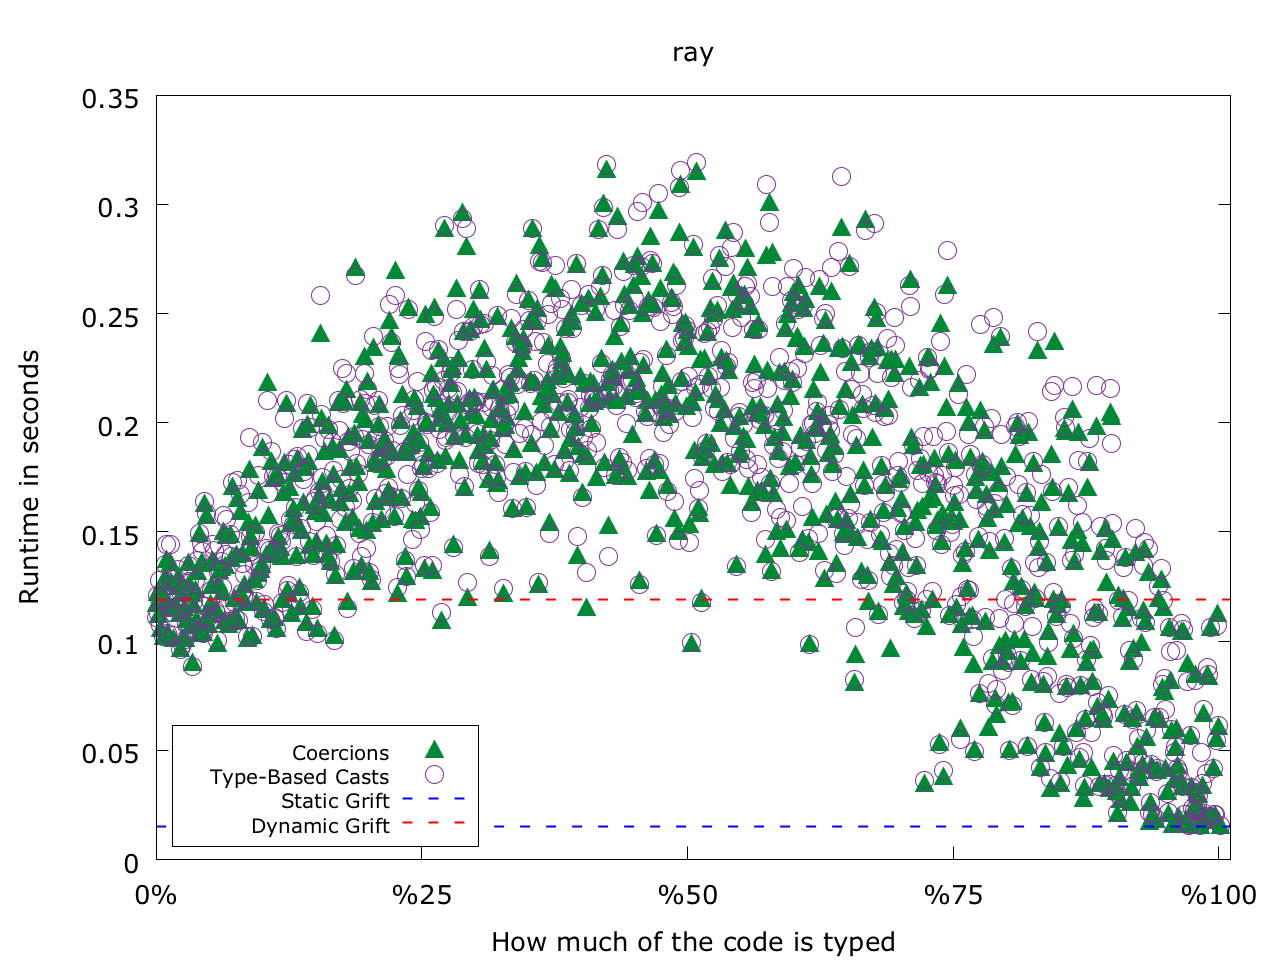 ray
0.35
0.3
0.25
0.2
0.15
0.1
0.05
0
Runtime in seconds
Coercions
Type-Based Casts
Static Grift
Dynamic Grift
0% %25 %50 %75 %100
How much of the code is typed